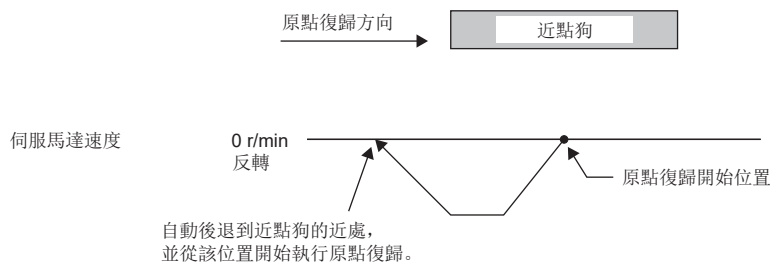 原點復歸方向
近點狗
伺服馬達速度
0 r/min
反轉
原點復歸開始位置
自動後退到近點狗的近處，
並從該位置開始執行原點復歸。